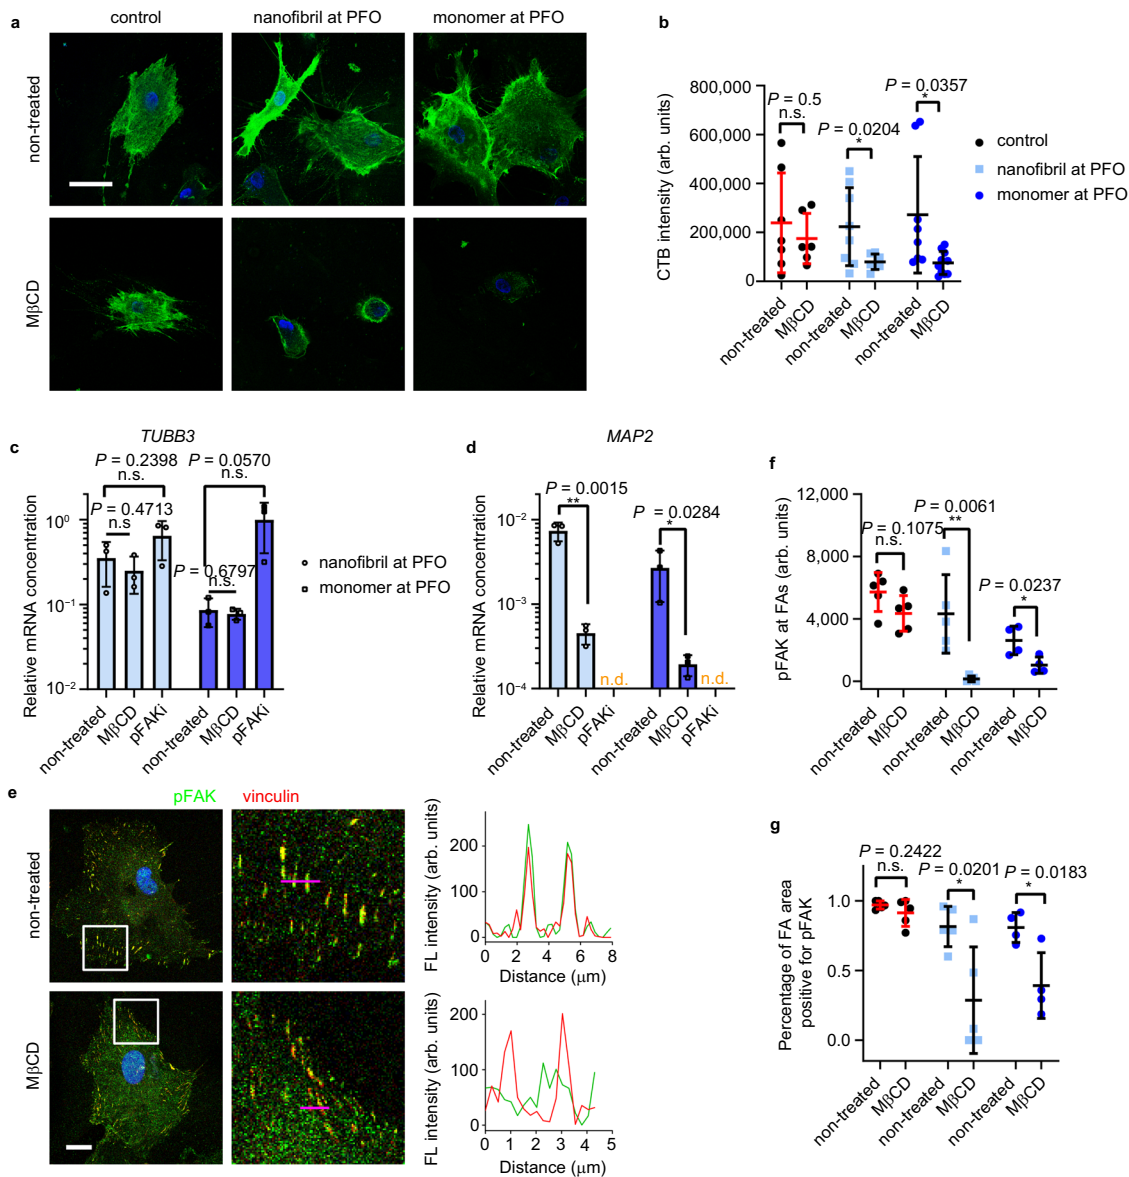 a
control
nanofibril at PFO
monomer at PFO
non-treated
MβCD
b
CTB intensity (arb. units)
800,000
600,000
400,000
200,000
0
P = 0.5
n.s.
P = 0.0204
*
P = 0.0357
*
non-treated
MβCD
non-treated
MβCD
non-treated
MβCD
control
nanofibril at PFO
monomer at PFO
c
TUBB3
Relative mRNA concentration
10⁰
10⁻¹
10⁻²
P = 0.2398
n.s.
P = 0.4713
n.s
P = 0.0570
n.s.
P = 0.6797
n.s.
non-treated
MβCD
pFAKi
non-treated
MβCD
pFAKi
nanofibril at PFO
monomer at PFO
d
MAP2
Relative mRNA concentration
10⁻²
10⁻³
10⁻⁴
P = 0.0015
**
P = 0.0284
*
n.d.
n.d.
non-treated
MβCD
pFAKi
non-treated
MβCD
pFAKi
f
pFAK at FAs (arb. units)
12,000
8,000
4,000
0
P = 0.1075
n.s.
P = 0.0061
**
P = 0.0237
*
non-treated
MβCD
non-treated
MβCD
non-treated
MβCD
e
pFAK vinculin
non-treated
MβCD
FL intensity (arb. units)
200
100
0
0 2 4 6 8
Distance (μm)
FL intensity (arb. units)
200
100
0
0 1 2 3 4 5
Distance (μm)
g
Percentage of FA area
positive for pFAK
1.0
0.5
0.0
P = 0.2422
n.s.
P = 0.0201
*
P = 0.0183
*
non-treated
MβCD
non-treated
MβCD
non-treated
MβCD